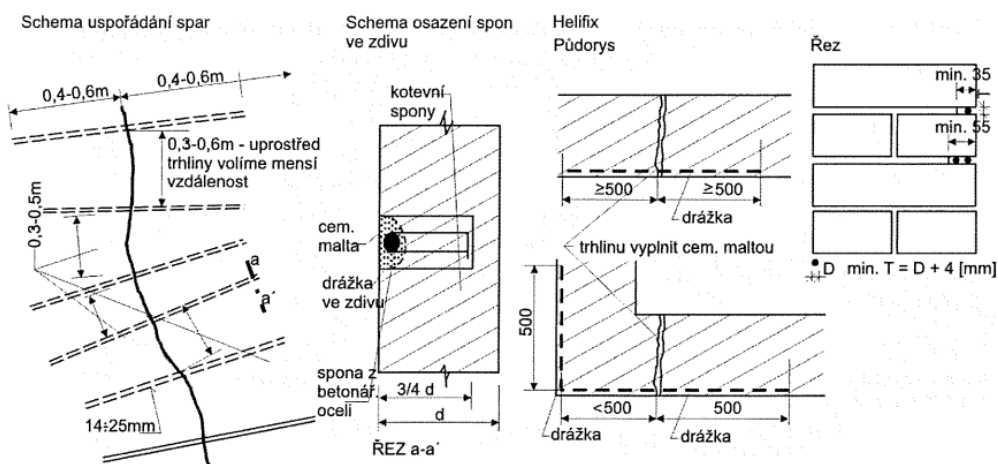 Schema uspořádání spar
0,4-0,6m
0,4-0,6m
0,3-0,6m - uprostřed
trhliny volíme mensí
vzdálenost
0,3-0,5m
a
a´
14÷25mm
Schema osazení spon
ve zdivu
kotevní
spony
cem.
malta
drážka
ve zdivu
spona z
betonář.
oceli
3/4 d
d
ŘEZ a-a´
Helifix
Půdorys
≥500
≥500
drážka
trhlinu vyplnit cem. maltou
500
<500
500
drážka
drážka
Řez
min. 35
min. 55
D min. T = D + 4 [mm]